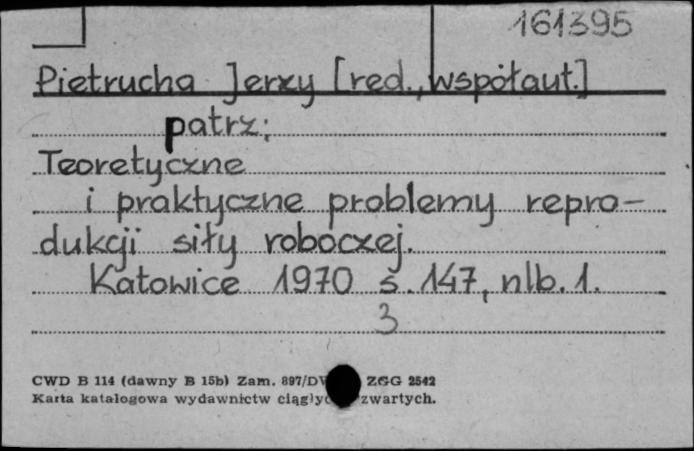 161395
Pietrucha Jerzy [red., współaut.]
patrz:
Teoretyczne
i praktyczne problemy repro-
dukcji siły roboczej.
Katowice 1970 s. 147, nlb. 1.
3
CWD B 114 (dawny B 15b) Zam. 897/D ZGG 2542
Karta katalogowa wydawnictw ciągłyc zwartych.